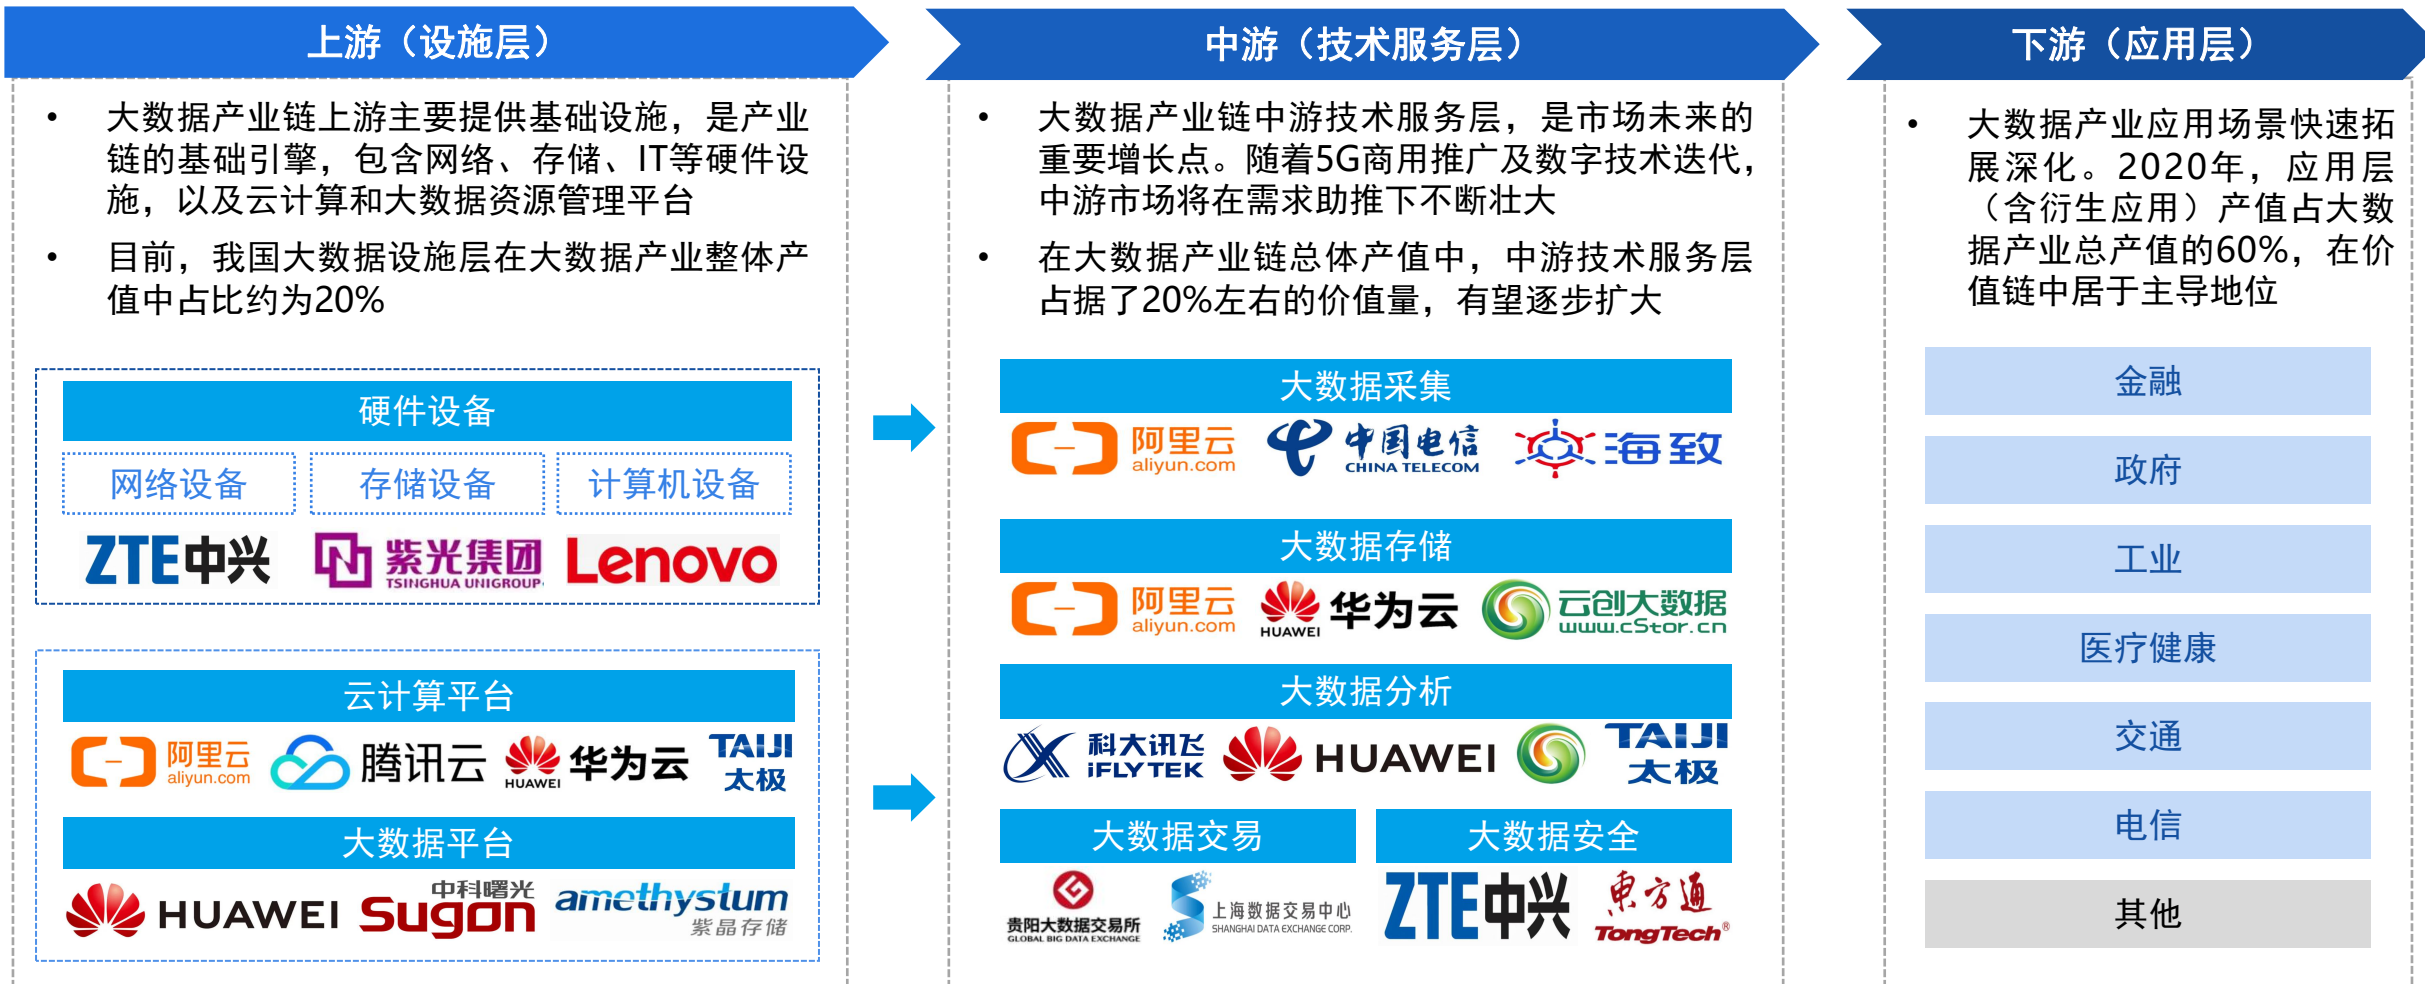 上游（设施层）
• 大数据产业链上游主要提供基础设施，是产业
链的基础引擎，包含网络、存储、IT等硬件设
施，以及云计算和大数据资源管理平台
• 目前，我国大数据设施层在大数据产业整体产
值中占比约为20%
硬件设备
网络设备 存储设备 计算机设备
ZTE中兴 紫光集团 Lenovo
TSINGHUA UNIGROUP
云计算平台
阿里云 腾讯云 华为云 TAIJI
aliyun.com HUAWEI 太极
大数据平台
HUAWEI 中科曙光 amethystum
Sugon 紫晶存储
中游（技术服务层）
• 大数据产业链中游技术服务层，是市场未来的
重要增长点。随着5G商用推广及数字技术迭代，
中游市场将在需求助推下不断壮大
• 在大数据产业链总体产值中，中游技术服务层
占据了20%左右的价值量，有望逐步扩大
大数据采集
阿里云 中国电信 海致
aliyun.com CHINA TELECOM
大数据存储
阿里云 华为云 云创大数据
aliyun.com HUAWEI www.cStor.cn
大数据分析
科大讯飞 HUAWEI TAIJI
iFLYTEK 太极
大数据交易 大数据安全
贵阳大数据交易所 上海数据交易中心 ZTE中兴 東方通
GLOBAL BIG DATA EXCHANGE SHANGHAI DATA EXCHANGE CORP. TongTech®
下游（应用层）
• 大数据产业应用场景快速拓
展深化。2020年，应用层
（含衍生应用）产值占大数
据产业总产值的60%，在价
值链中居于主导地位
金融
政府
工业
医疗健康
交通
电信
其他